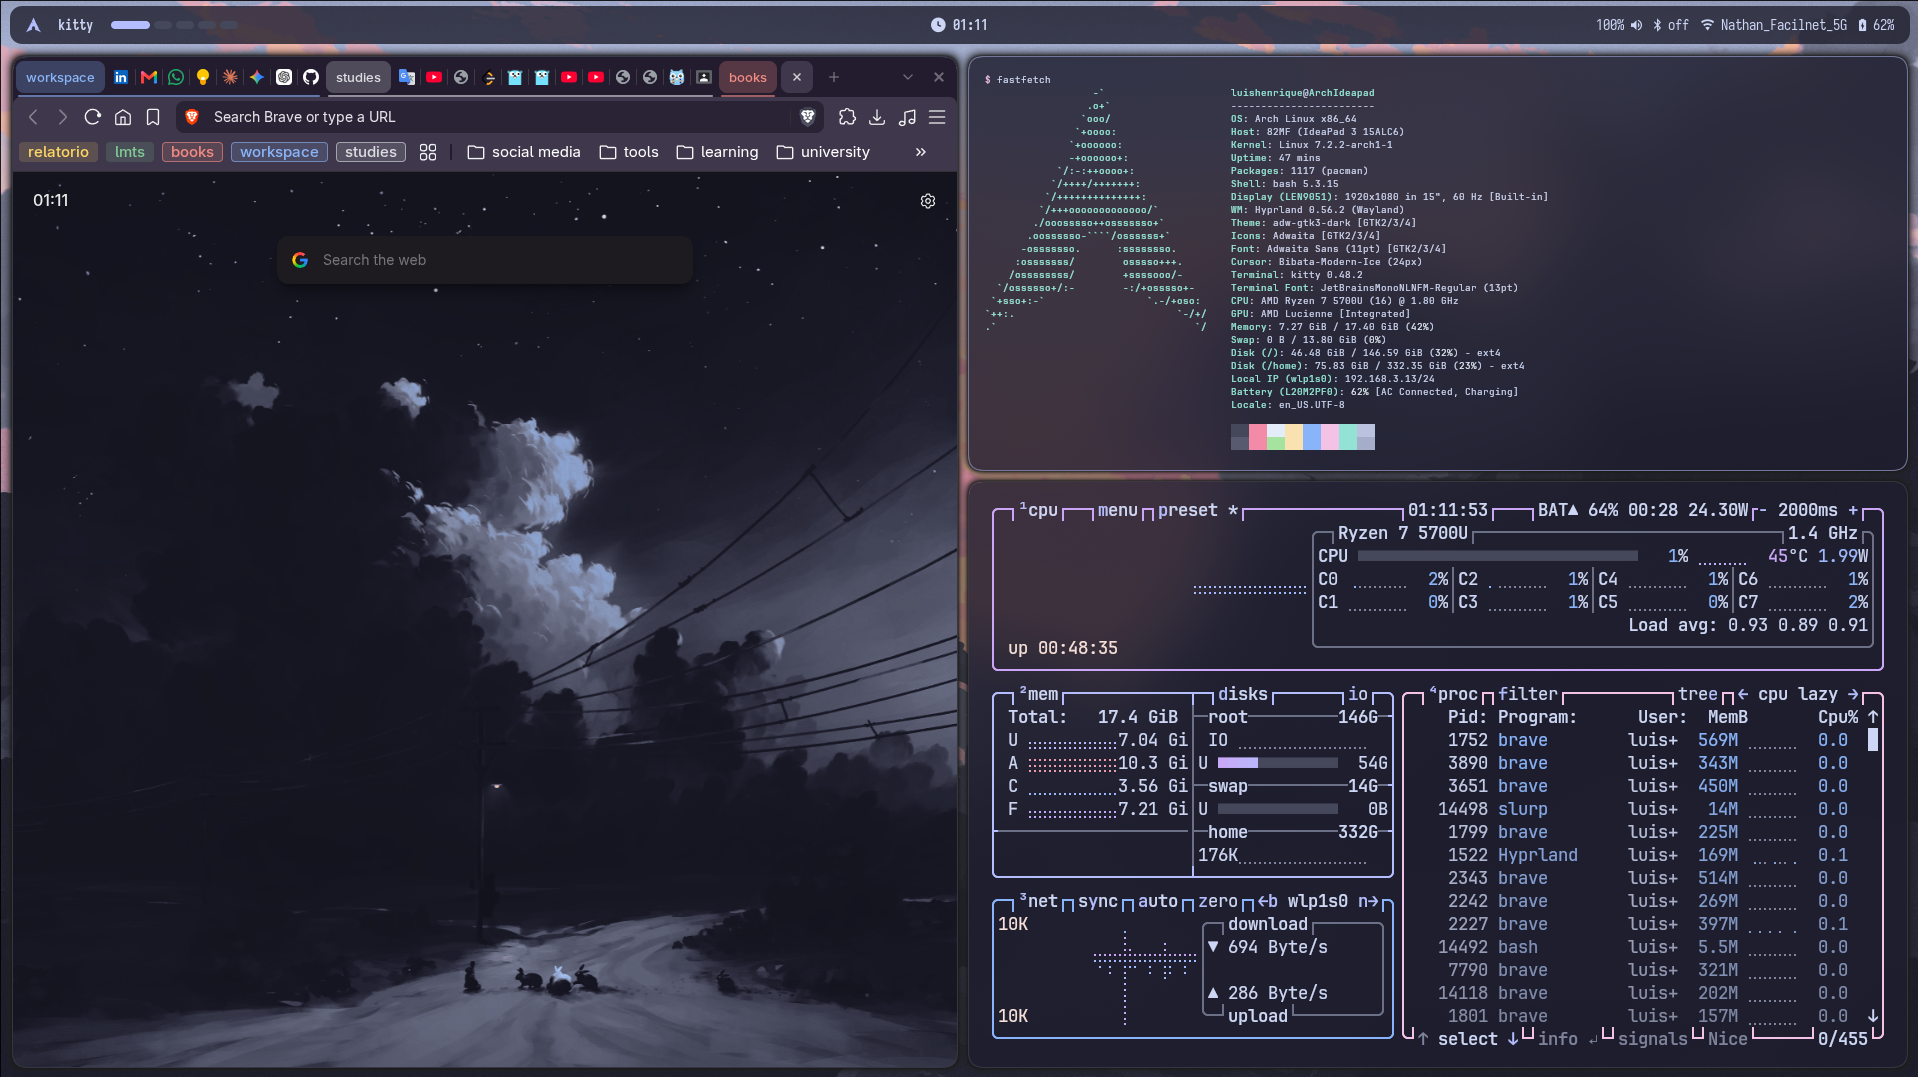 kitty
01:11
100% off Nathan_Facilnet_5G 62%
workspace studies books
Search Brave or type a URL
relatorio lmts books workspace studies social media tools learning university »
01:11
Search the web
$ fastfetch
luishenrique@ArchIdeapad
------------------------
OS: Arch Linux x86_64
Host: 82MF (IdeaPad 3 15ALC6)
Kernel: Linux 7.2.2-arch1-1
Uptime: 47 mins
Packages: 1117 (pacman)
Shell: bash 5.3.15
Display (LEN9051): 1920x1080 in 15", 60 Hz [Built-in]
WM: Hyprland 0.56.2 (Wayland)
Theme: adw-gtk3-dark [GTK2/3/4]
Icons: Adwaita [GTK2/3/4]
Font: Adwaita Sans (11pt) [GTK2/3/4]
Cursor: Bibata-Modern-Ice (24px)
Terminal: kitty 0.48.2
Terminal Font: JetBrainsMonoNLNFM-Regular (13pt)
CPU: AMD Ryzen 7 5700U (16) @ 1.80 GHz
GPU: AMD Lucienne [Integrated]
Memory: 7.27 GiB / 17.40 GiB (42%)
Swap: 0 B / 13.80 GiB (0%)
Disk (/): 46.48 GiB / 146.59 GiB (32%) - ext4
Disk (/home): 75.83 GiB / 332.35 GiB (23%) - ext4
Local IP (wlp1s0): 192.168.3.13/24
Battery (L20M2PF0): 62% [AC Connected, Charging]
Locale: en_US.UTF-8
¹cpu menu preset * 01:11:53 BAT▲ 64% 00:28 24.30W - 2000ms +
Ryzen 7 5700U 1.4 GHz
CPU 1% 45°C 1.99W
C0 2% C2 1% C4 1% C6 1%
C1 0% C3 1% C5 0% C7 2%
Load avg: 0.93 0.89 0.91
up 00:48:35
²mem disks io
Total: 17.4 GiB root 146G
U 7.04 Gi IO
A 10.3 Gi U 54G
C 3.56 Gi swap 14G
F 7.21 Gi U 0B
home 332G
176K
³net sync auto zero ←b wlp1s0 n→
10K download
▼ 694 Byte/s
▲ 286 Byte/s
10K upload
⁴proc filter tree ← cpu lazy →
Pid: Program: User: MemB Cpu% ↑
1752 brave luis+ 569M 0.0
3890 brave luis+ 343M 0.0
3651 brave luis+ 450M 0.0
14498 slurp luis+ 14M 0.0
1799 brave luis+ 225M 0.0
1522 Hyprland luis+ 169M 0.1
2343 brave luis+ 514M 0.0
2242 brave luis+ 269M 0.0
2227 brave luis+ 397M 0.1
14492 bash luis+ 5.5M 0.0
7790 brave luis+ 321M 0.0
14118 brave luis+ 202M 0.0
1801 brave luis+ 157M 0.0 ↓
↑ select ↓ info ↲ signals Nice 0/455